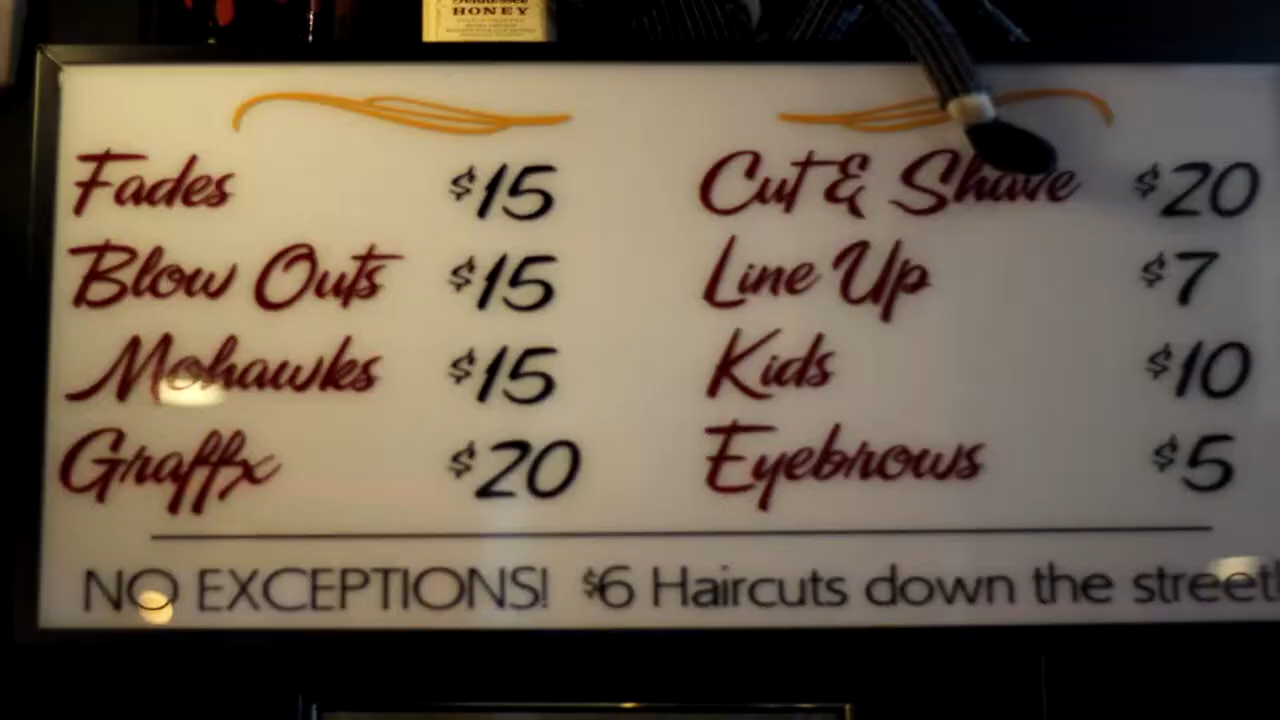 Tennessee
HONEY
Fades $15
Blow Outs $15
Mohawks $15
Graffx $20
Cut & Shave $20
Line Up $7
Kids $10
Eyebrows $5
NO EXCEPTIONS! $6 Haircuts down the street!